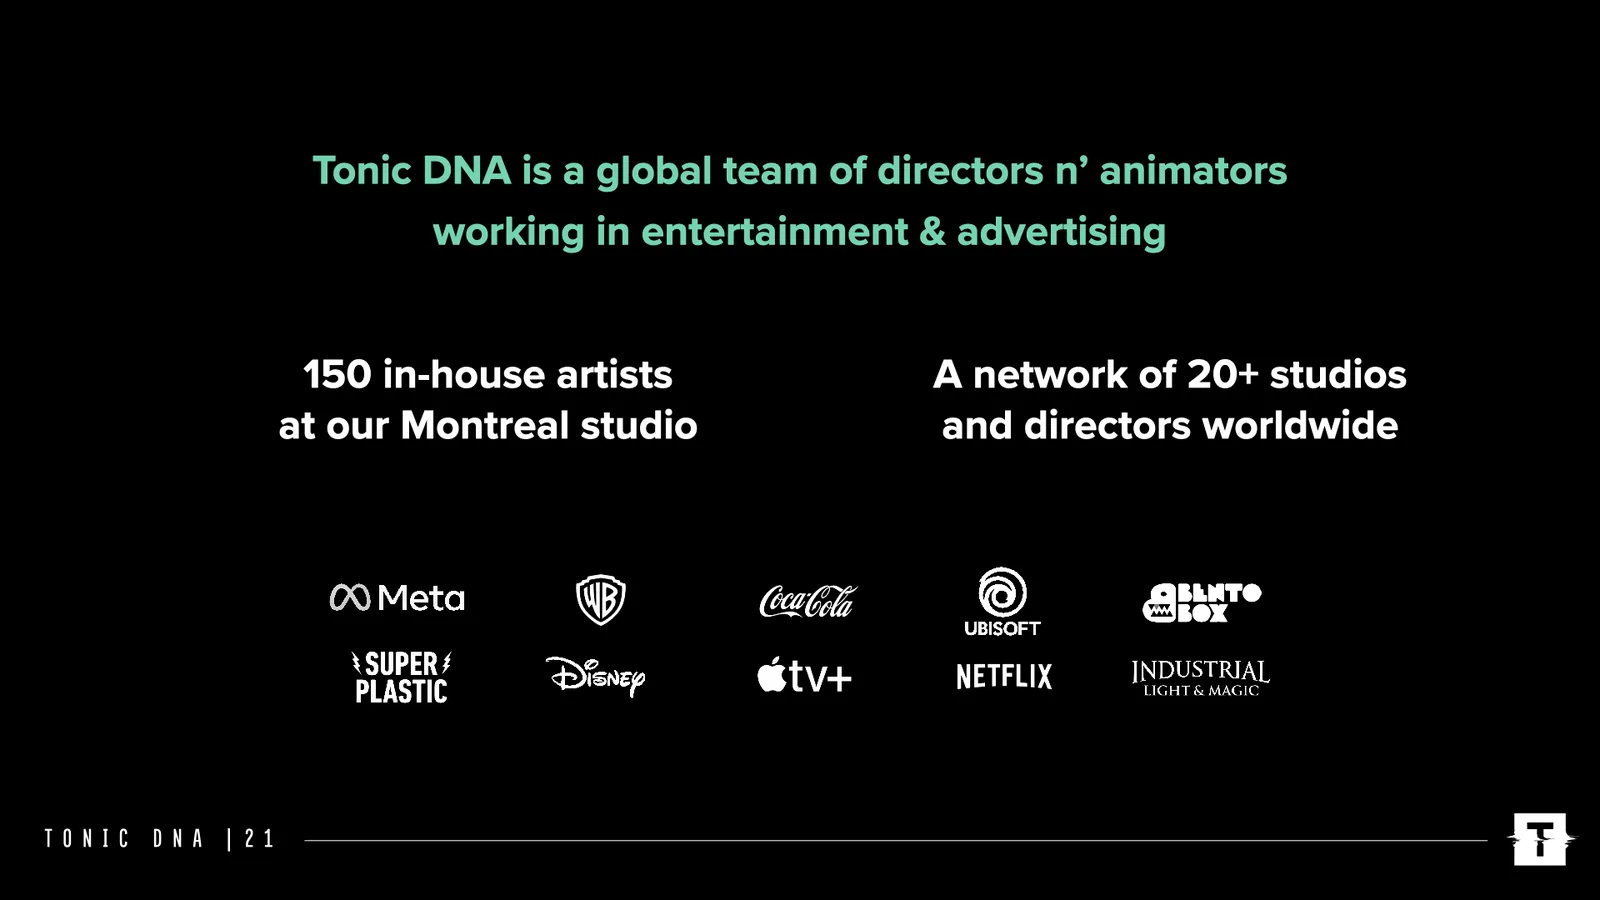 Tonic DNA is a global team of directors n’ animators
working in entertainment & advertising
150 in-house artists
at our Montreal studio
A network of 20+ studios
and directors worldwide
Meta
WB
Coca-Cola
UBISOFT
BENTO
BOX
SUPER
PLASTIC
Disney
tv+
NETFLIX
INDUSTRIAL
LIGHT & MAGIC
TONIC DNA |21
T